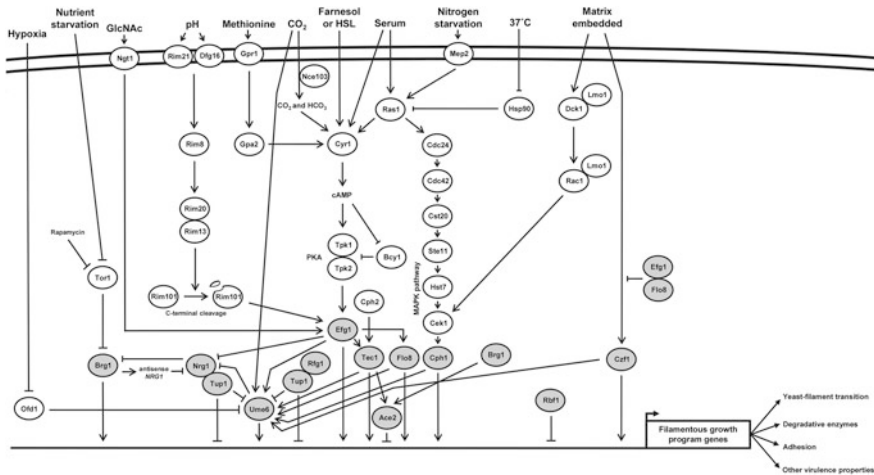 Hypoxia
Nutrient
starvation
GlcNAc
pH
Methionine
CO2
Farnesol
or HSL
Serum
Nitrogen
starvation
37°C
Matrix
embedded
Ngt1
Rim21
Dfg16
Gpr1
Mep2
Nce103
CO2 and HCO3
Ras1
Hsp90
Dck1
Lmo1
Rim8
Gpa2
Cyr1
Cdc24
Cdc42
Lmo1
Rac1
cAMP
Cst20
Rim20
Rim13
Rapamycin
Tor1
PKA
Tpk1
Tpk2
Bcy1
Ste11
Hst7
MAPK pathway
Efg1
Flo8
Rim101
Rim101
C-terminal cleavage
Cph2
Cek1
Efg1
Brg1
antisense
NRG1
Nrg1
Tup1
Rfg1
Tup1
Tec1
Flo8
Cph1
Brg1
Czf1
Ofd1
Ume6
Ace2
Rbf1
Filamentous growth
program genes
Yeast-filament transition
Degradative enzymes
Adhesion
Other virulence properties